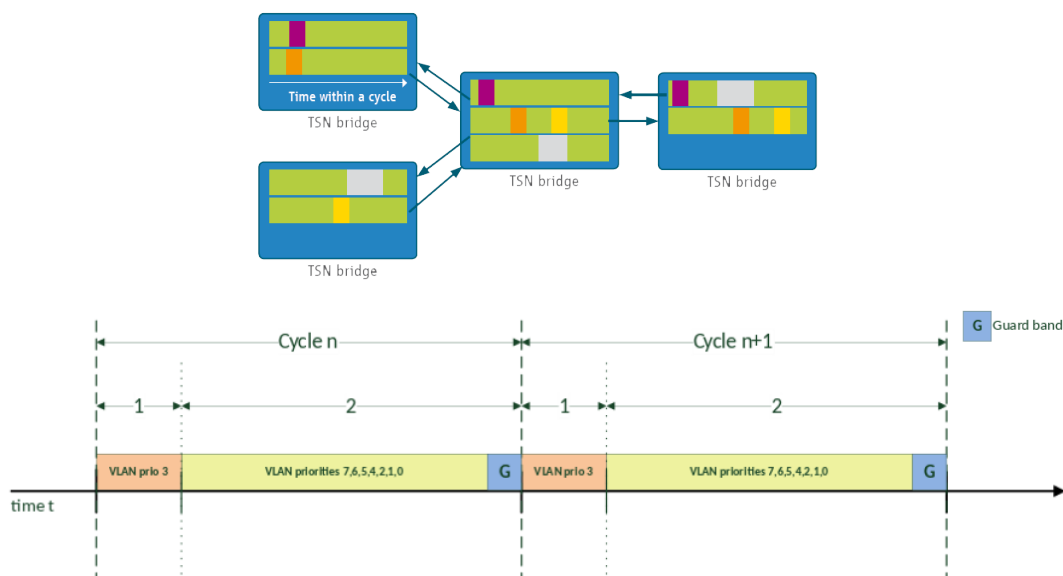 Time within a cycle
TSN bridge
TSN bridge
TSN bridge
TSN bridge
G Guard band
Cycle n Cycle n+1
1 2 1 2
VLAN prio 3 VLAN priorities 7,6,5,4,2,1,0 G VLAN prio 3 VLAN priorities 7,6,5,4,2,1,0 G
time t